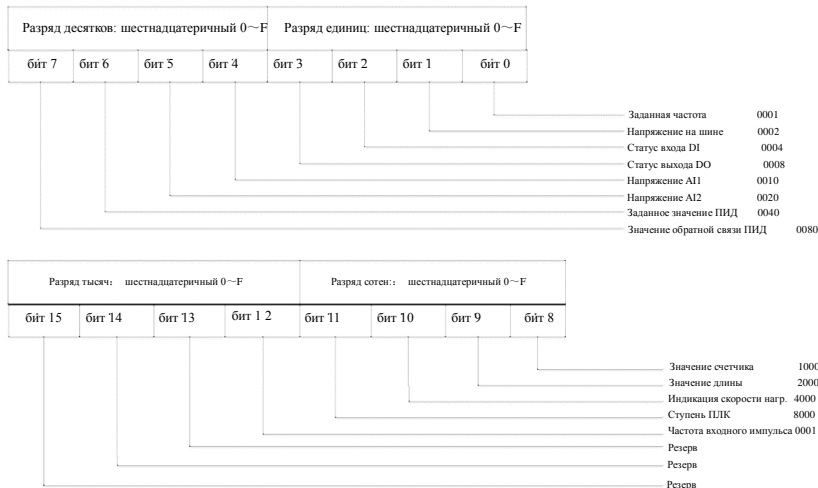 Разряд десятков: шестнадцатеричный 0～F Разряд единиц: шестнадцатеричный 0～F
бит 7 бит 6 бит 5 бит 4 бит 3 бит 2 бит 1 бит 0
Заданная частота 0001
Напряжение на шине 0002
Статус входа DI 0004
Статус выхода DO 0008
Напряжение AI1 0010
Напряжение AI2 0020
Заданное значение ПИД 0040
Значение обратной связи ПИД 0080
Разряд тысяч： шестнадцатеричный 0～F Разряд сотен:： шестнадцатеричный 0～F
бит 15 бит 14 бит 13 бит 1 2 бит 11 бит 10 бит 9 бит 8
Значение счетчика 1000
Значение длины 2000
Индикация скорости нагр. 4000
Ступень ПЛК 8000
Частота входного импульса 0001
Резерв
Резерв
Резерв